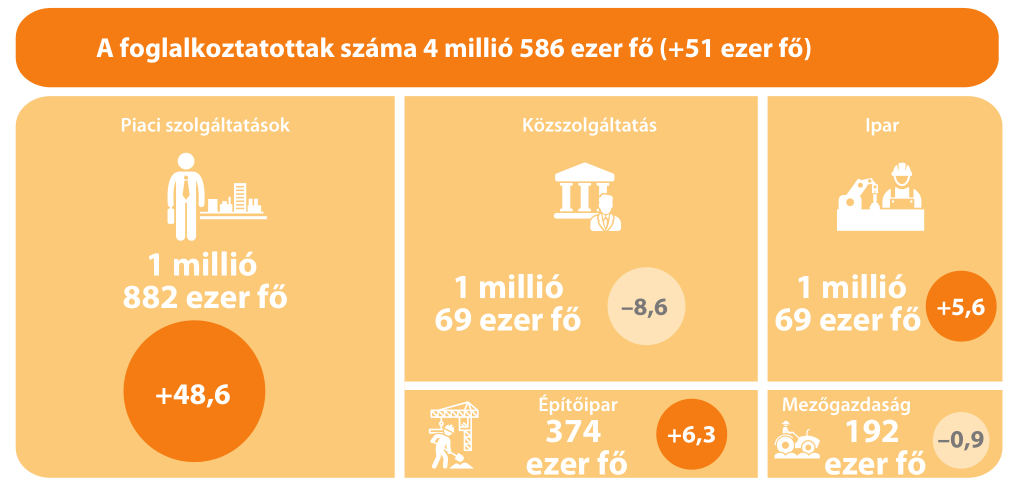 A foglalkoztatottak száma 4 millió 586 ezer fő (+51 ezer fő)
Piaci szolgáltatások
1 millió
882 ezer fő
+48,6
Közszolgáltatás
1 millió
69 ezer fő
–8,6
Ipar
1 millió
69 ezer fő
+5,6
Építőipar
374
ezer fő
+6,3
Mezőgazdaság
192
ezer fő
–0,9